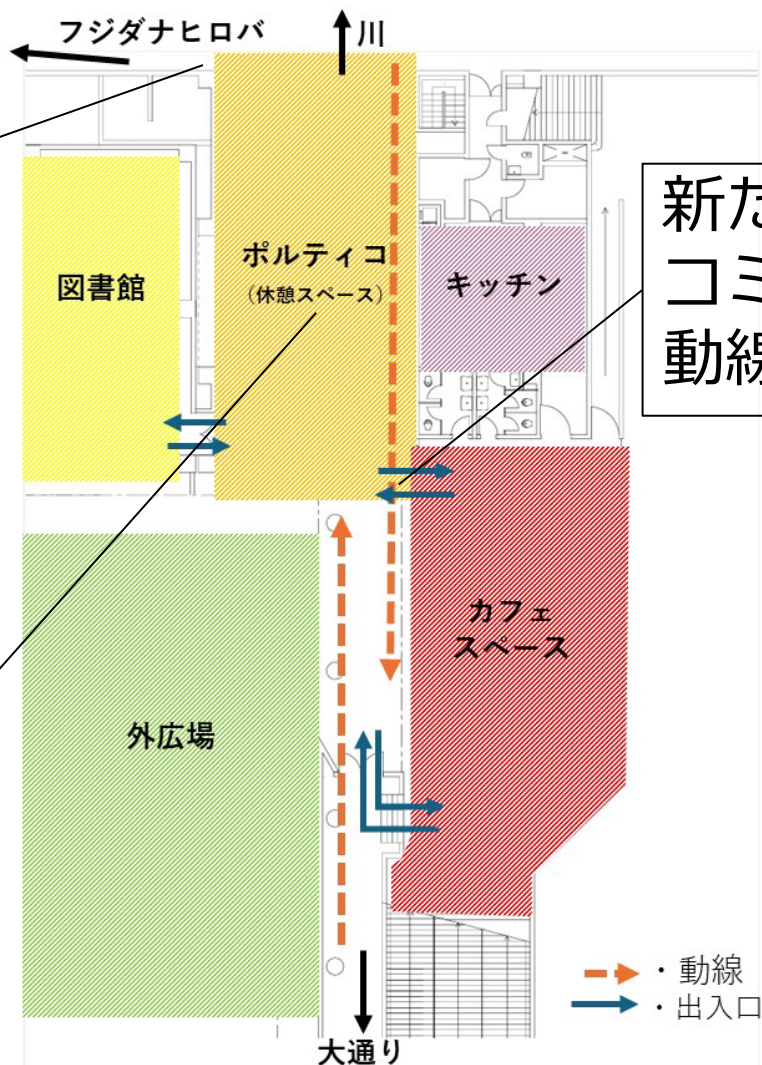 フジダナヒロバ
川
新た
コミ
動線
ポルティコ
（休憩スペース）
図書館
キッチン
カフェ
スペース
外広場
・動線
・出入口
大通り